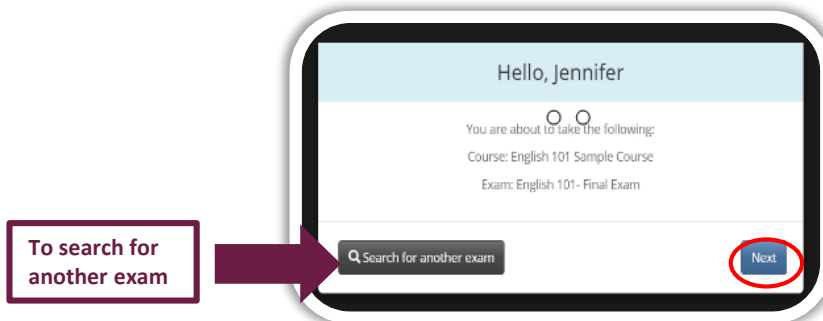 Hello, Jennifer
You are about to take the following:
Course: English 101 Sample Course
Exam: English 101- Final Exam
To search for
another exam
Search for another exam
Next